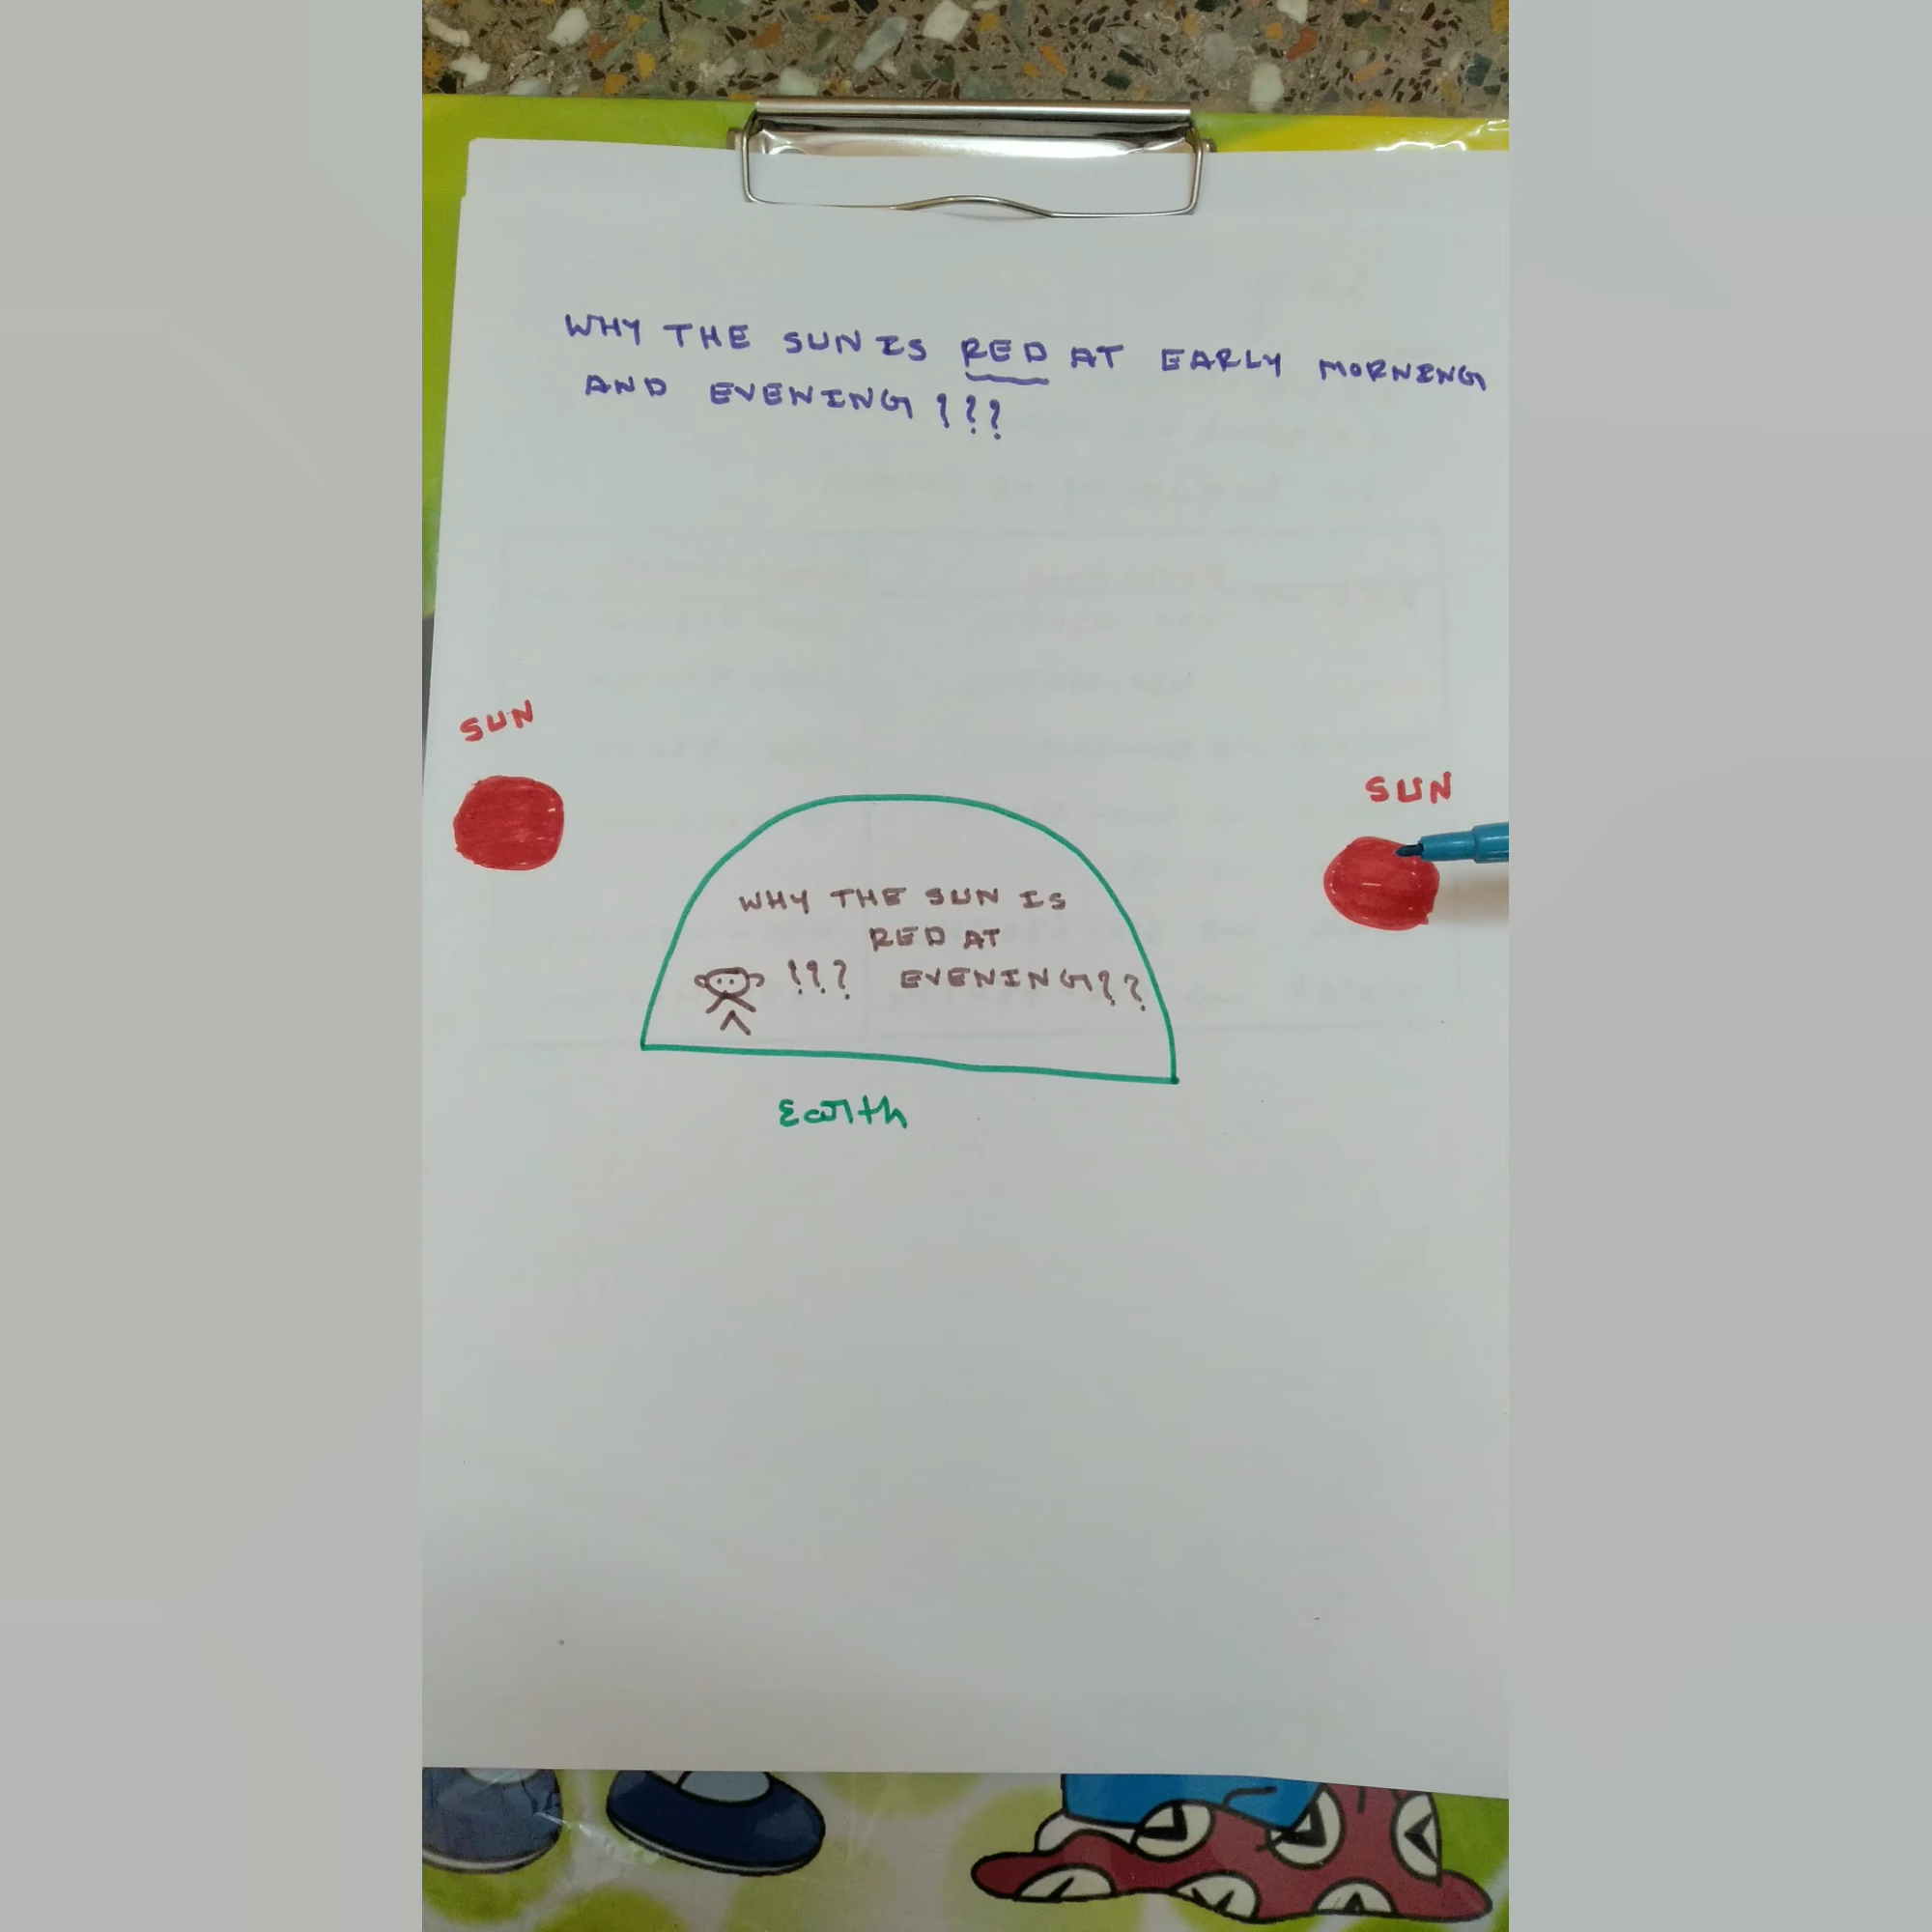 WHY THE SUN IS RED AT EARLY MORNING
AND EVENING ???
SUN
SUN
WHY THE SUN IS
RED AT
!?? EVENING??
Earth